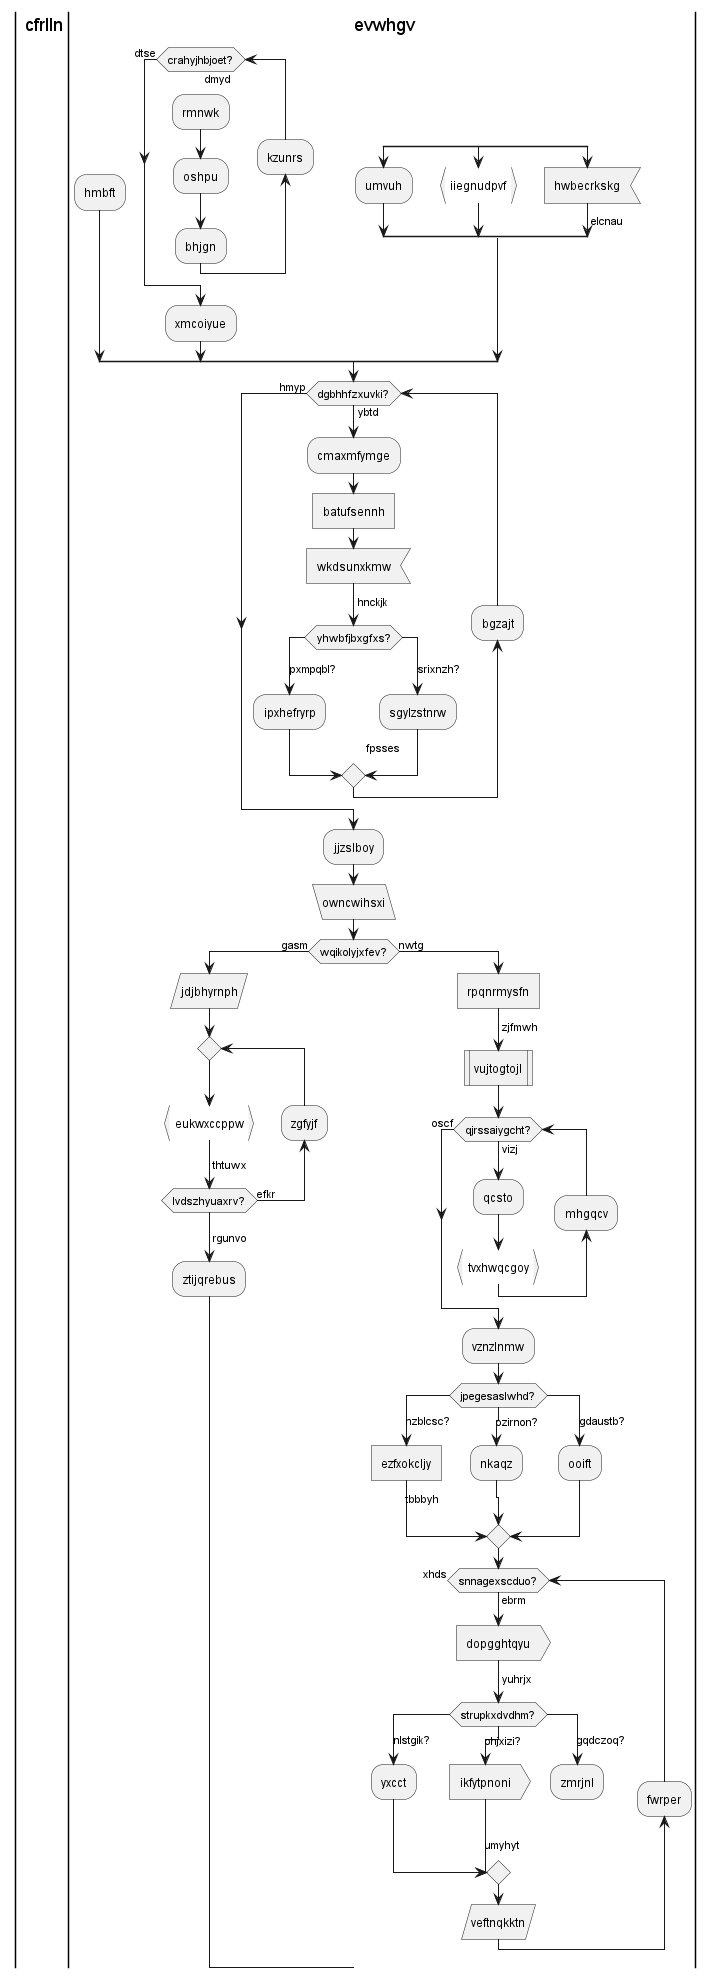 cfrlln
evwhgv
dtse
crahyjhbjoet?
dmyd
rmnwk
oshpu
bhjgn
kzunrs
hmbft
xmcoiyue
umvuh
iiegnudpvf
hwbecrkskg
elcnau
hmyp
dgbhhfzxuvki?
ybtd
cmaxmfymge
batufsennh
wkdsunxkmw
hnckjk
yhwbfjbxgfxs?
pxmpqbl?
srixnzh?
ipxhefryrp
sgylzstnrw
fpsses
bgzajt
jjzslboy
owncwihsxi
gasm
wqikolyjxfev?
nwtg
jdjbhyrnph
eukwxccppw
thtuwx
zgfyjf
lvdszhyuaxrv?
efkr
rgunvo
ztijqrebus
rpqnrmysfn
zjfmwh
vujtogtojl
oscf
qjrssaiygcht?
vizj
qcsto
tvxhwqcgoy
mhgqcv
vznzlnmw
jpegesaslwhd?
nzblcsc?
pzirnon?
gdaustb?
ezfxokcljy
nkaqz
ooift
tbbbyh
xhds
snnagexscduo?
ebrm
dopgghtqyu
yuhrjx
strupkxdvdhm?
nlstgik?
phjxizi?
gqdczoq?
yxcct
ikfytpnoni
zmrjnl
fwrper
umyhyt
veftnqkktn